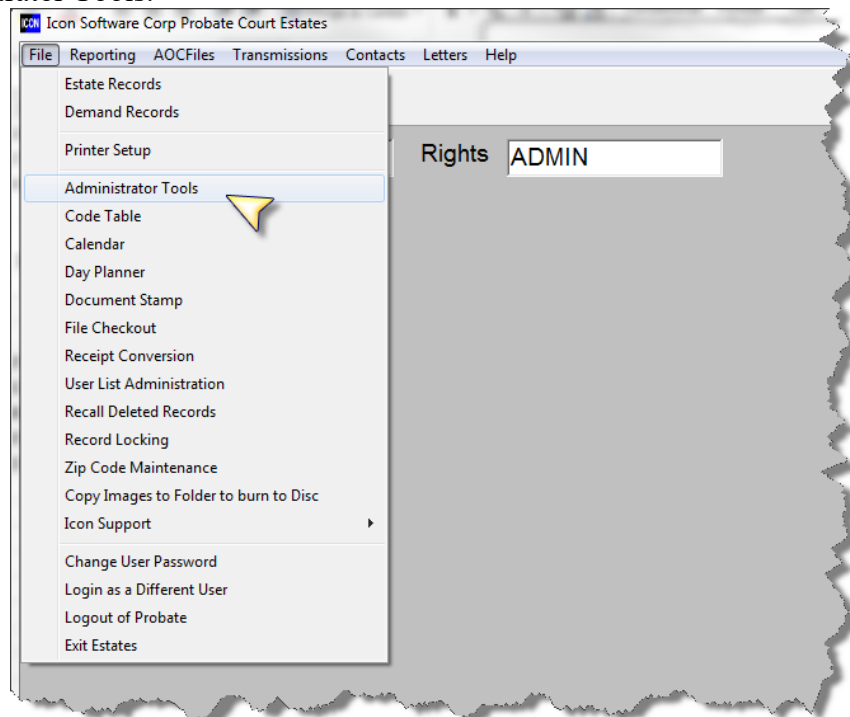 ICON Icon Software Corp Probate Court Estates
File Reporting AOCFiles Transmissions Contacts Letters Help
Estate Records
Demand Records
Printer Setup
Rights ADMIN
Administrator Tools
Code Table
Calendar
Day Planner
Document Stamp
File Checkout
Receipt Conversion
User List Administration
Recall Deleted Records
Record Locking
Zip Code Maintenance
Copy Images to Folder to burn to Disc
Icon Support
Change User Password
Login as a Different User
Logout of Probate
Exit Estates